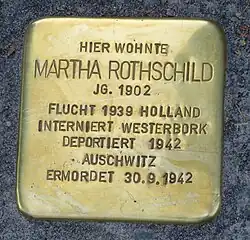 HIER WOHNTE
MARTHA ROTHSCHILD
JG. 1902
FLUCHT 1939 HOLLAND
INTERNIERT WESTERBORK
DEPORTIERT 1942
AUSCHWITZ
ERMORDET 30.9.1942